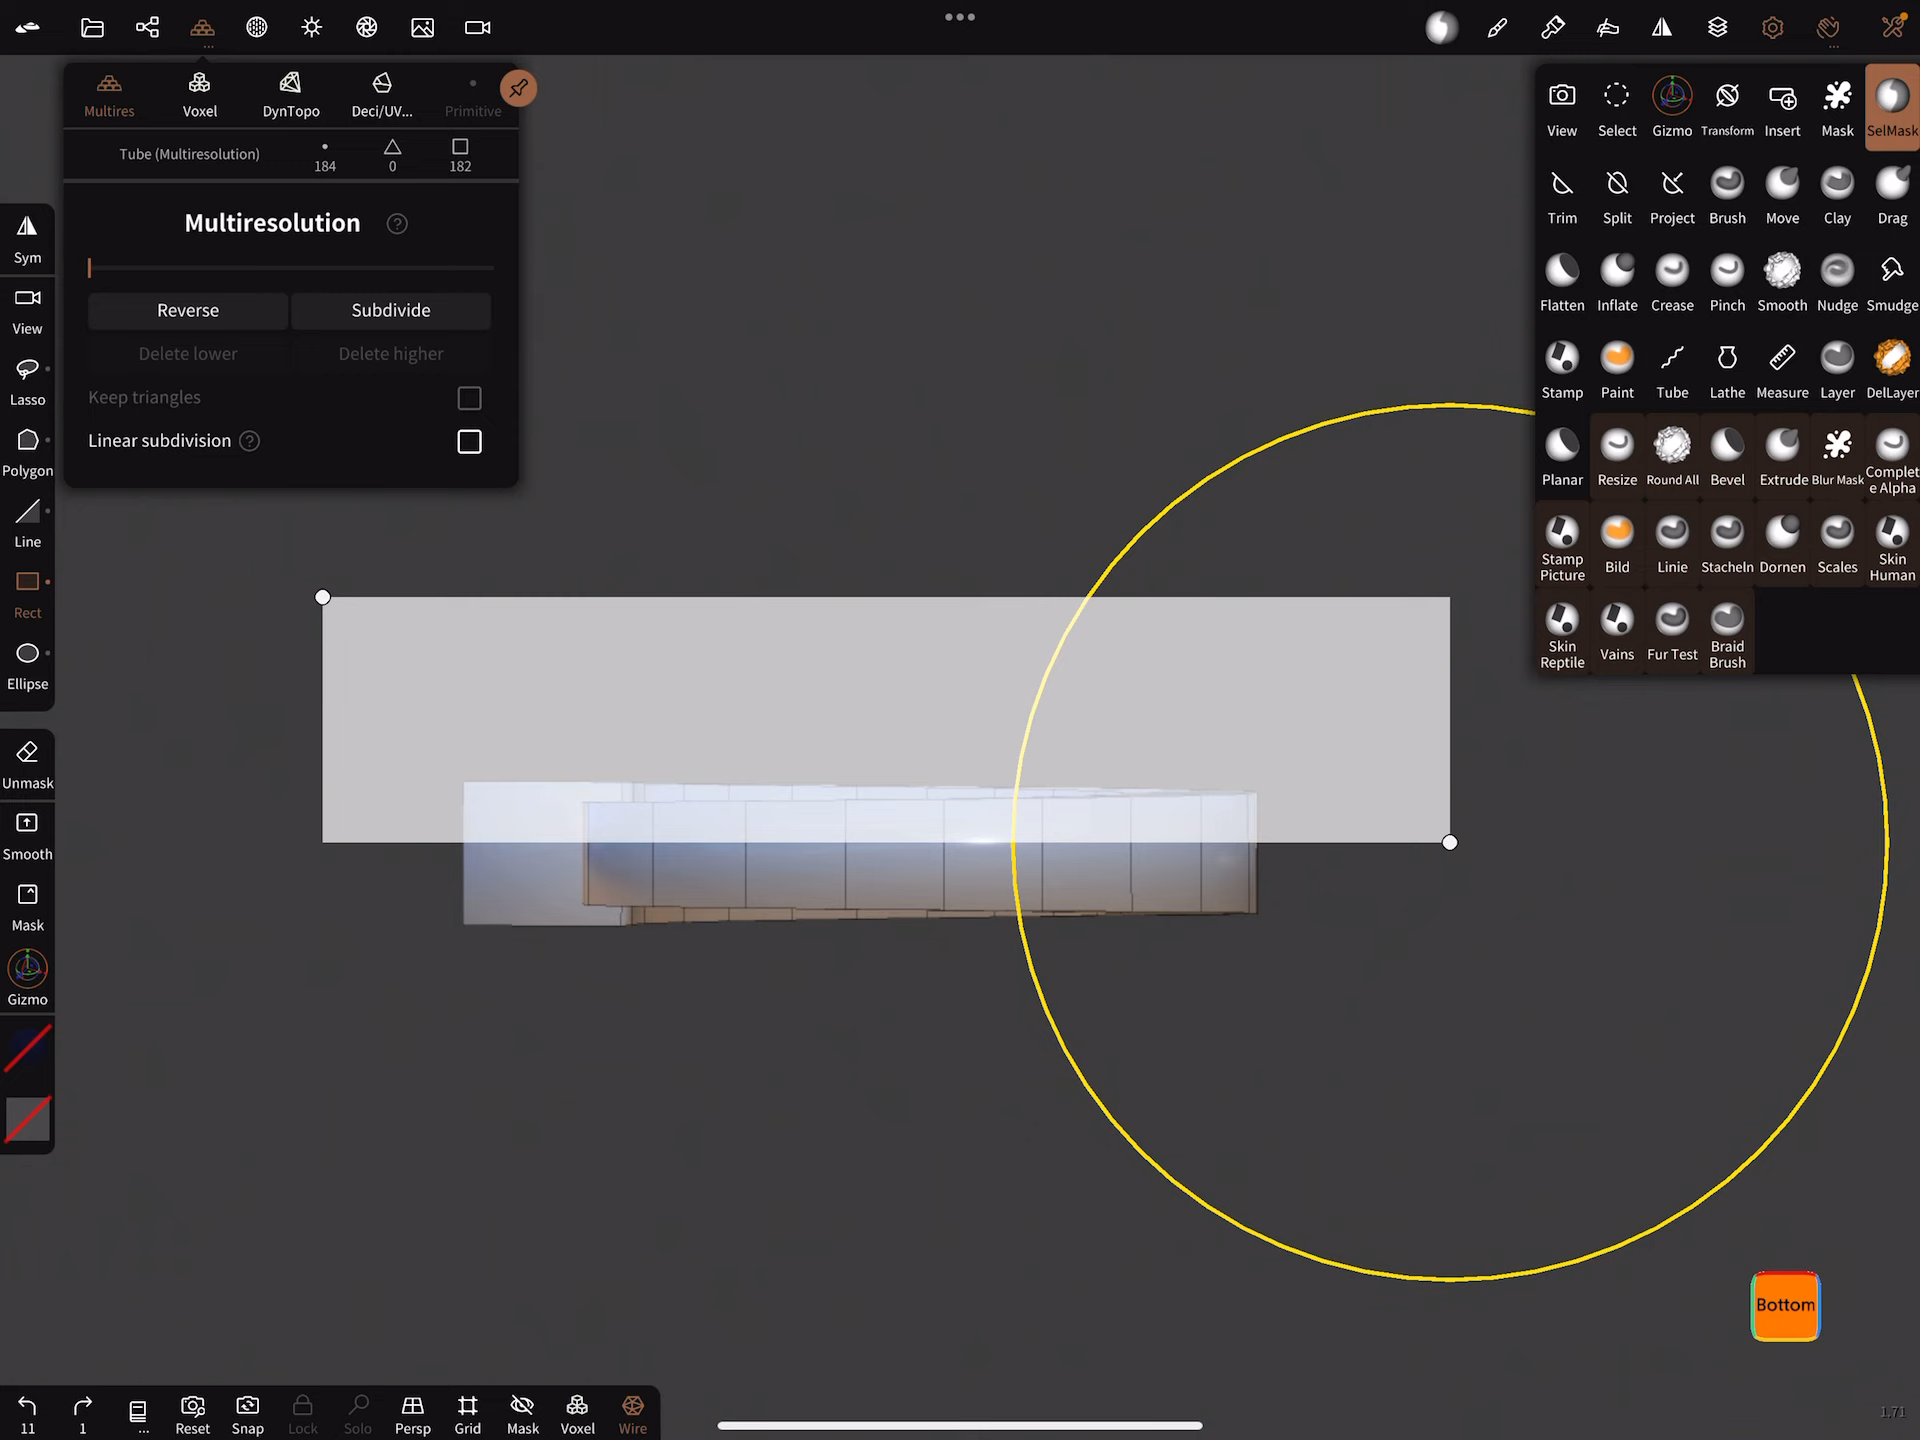 Multires
Voxel
DynTopo
Deci/UV...
Primitive
Tube (Multiresolution)
184
0
182
Multiresolution
?
Reverse
Subdivide
Delete lower
Delete higher
Keep triangles
Linear subdivision ?
Sym
View
Lasso
Polygon
Line
Rect
Ellipse
Unmask
Smooth
Mask
Gizmo
View
Select
Gizmo
Transform
Insert
Mask
SelMask
Trim
Split
Project
Brush
Move
Clay
Drag
Flatten
Inflate
Crease
Pinch
Smooth
Nudge
Smudge
Stamp
Paint
Tube
Lathe
Measure
Layer
DelLayer
Planar
Resize
Round All
Bevel
Extrude
Blur Mask
Complet
e Alpha
Stamp
Picture
Bild
Linie
Stacheln
Dornen
Scales
Skin
Human
Skin
Reptile
Vains
Fur Test
Braid
Brush
Bottom
11
1
...
Reset
Snap
Lock
Solo
Persp
Grid
Mask
Voxel
Wire
1.71